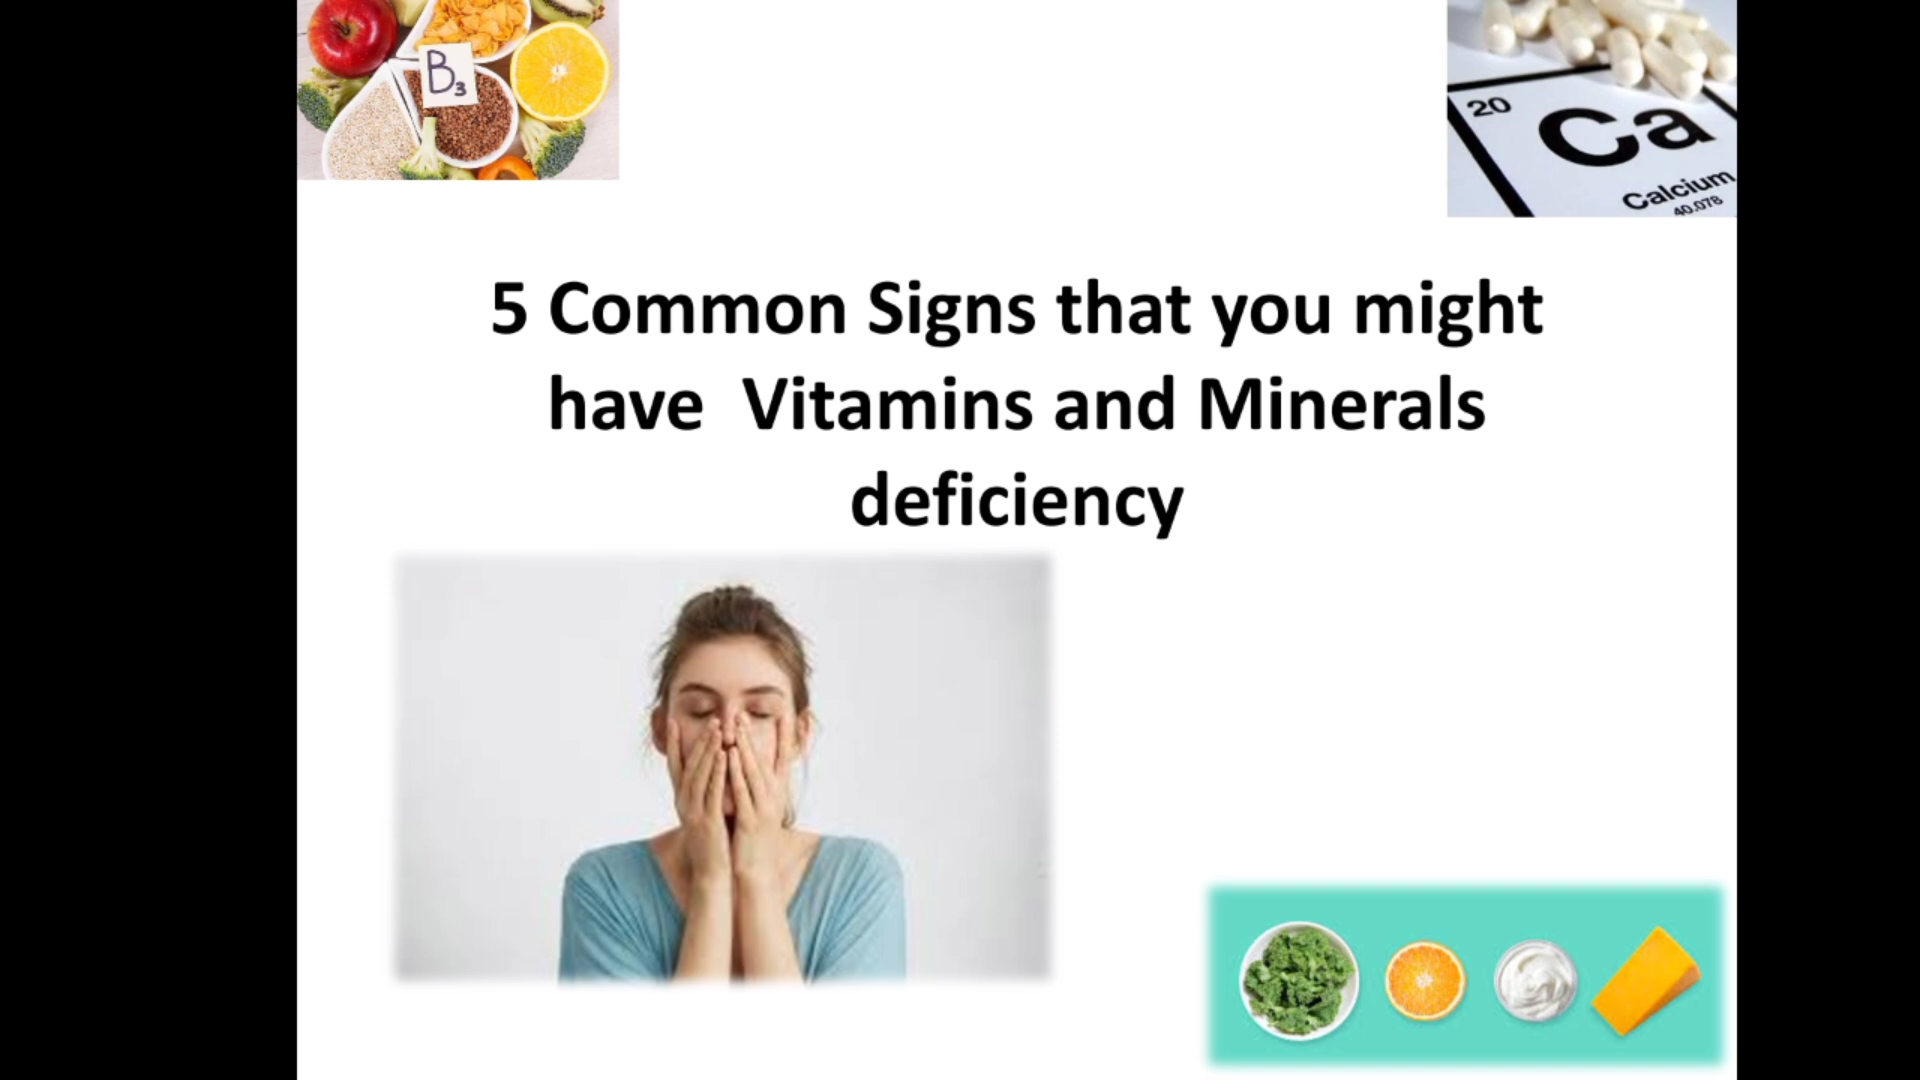 B3
20
Ca
Calcium
40.078
5 Common Signs that you might
have  Vitamins and Minerals
deficiency